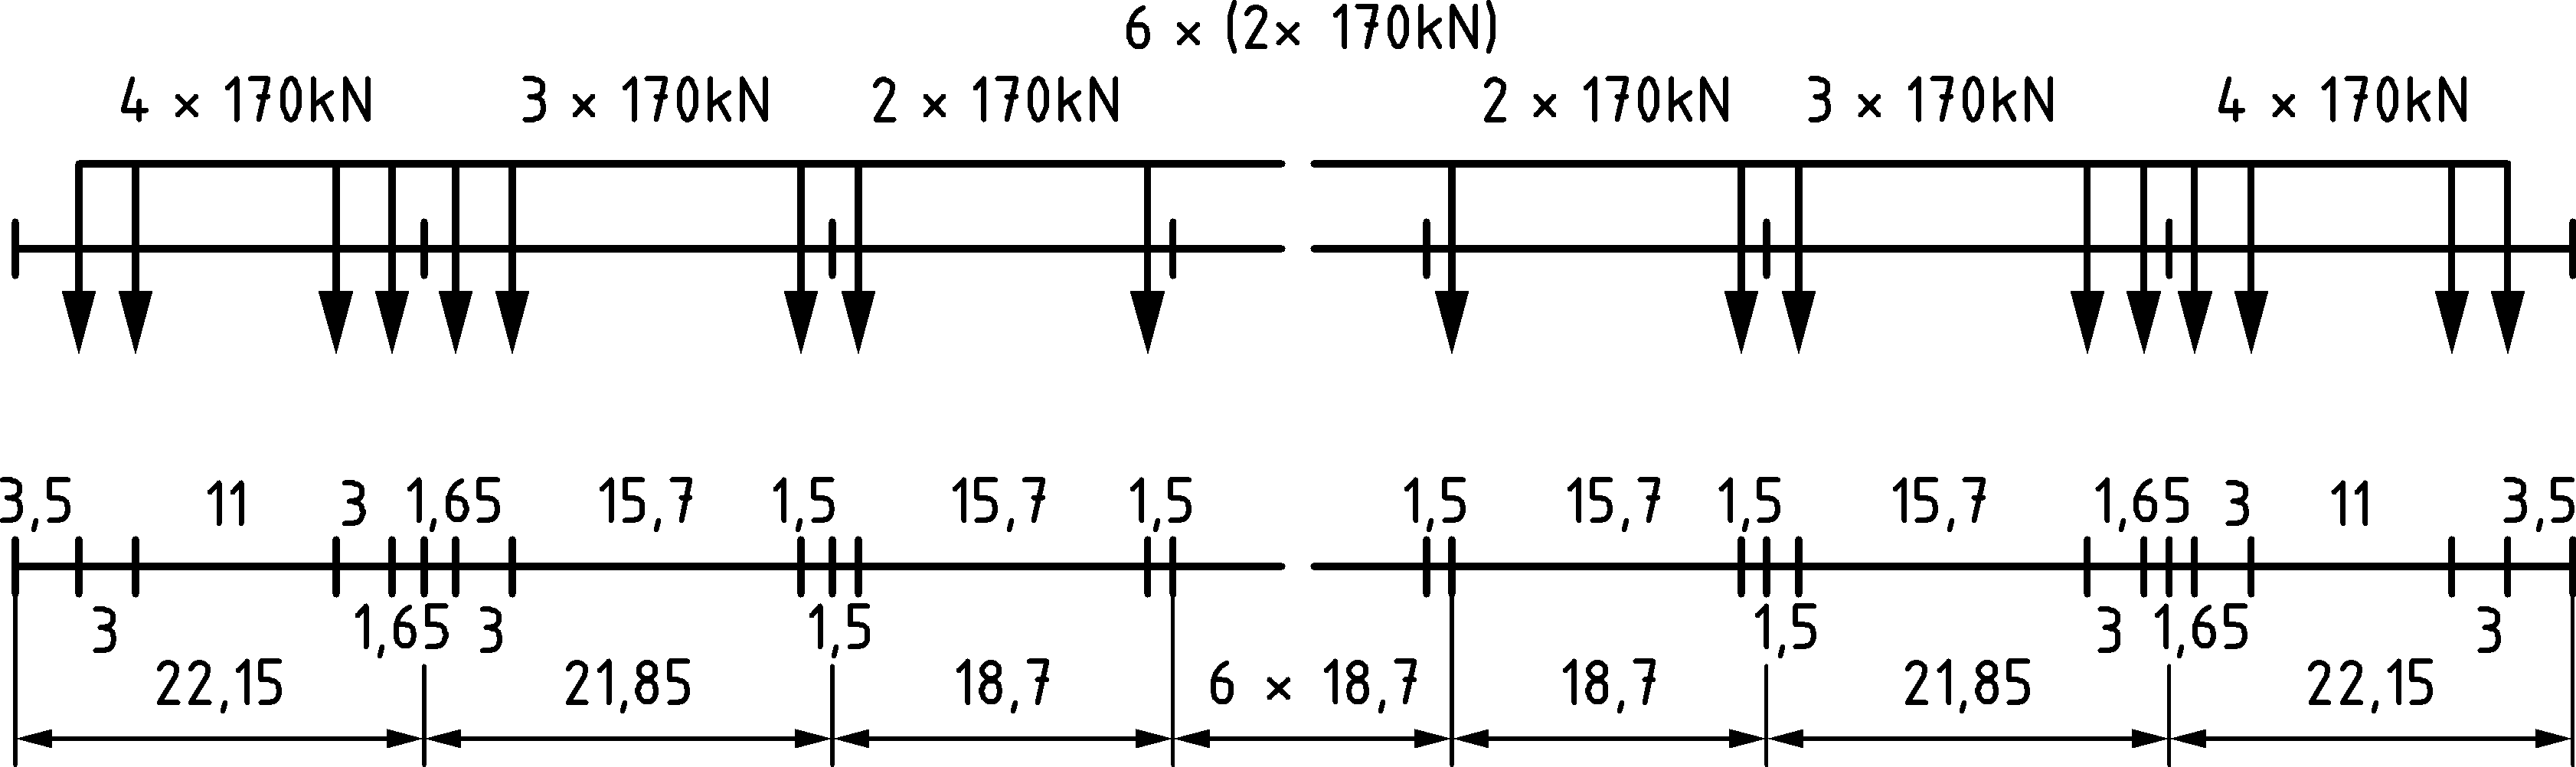 6 × (2× 170kN)
4 × 170kN 3 × 170kN 2 × 170kN 2 × 170kN 3 × 170kN 4 × 170kN
3,5 11 3 1,65 15,7 1,5 15,7 1,5 1,5 15,7 1,5 15,7 1,65 3 11 3,5
3 1,65 3 1,5 1,5 3 1,65 3
22,15 21,85 18,7 6 × 18,7 18,7 21,85 22,15